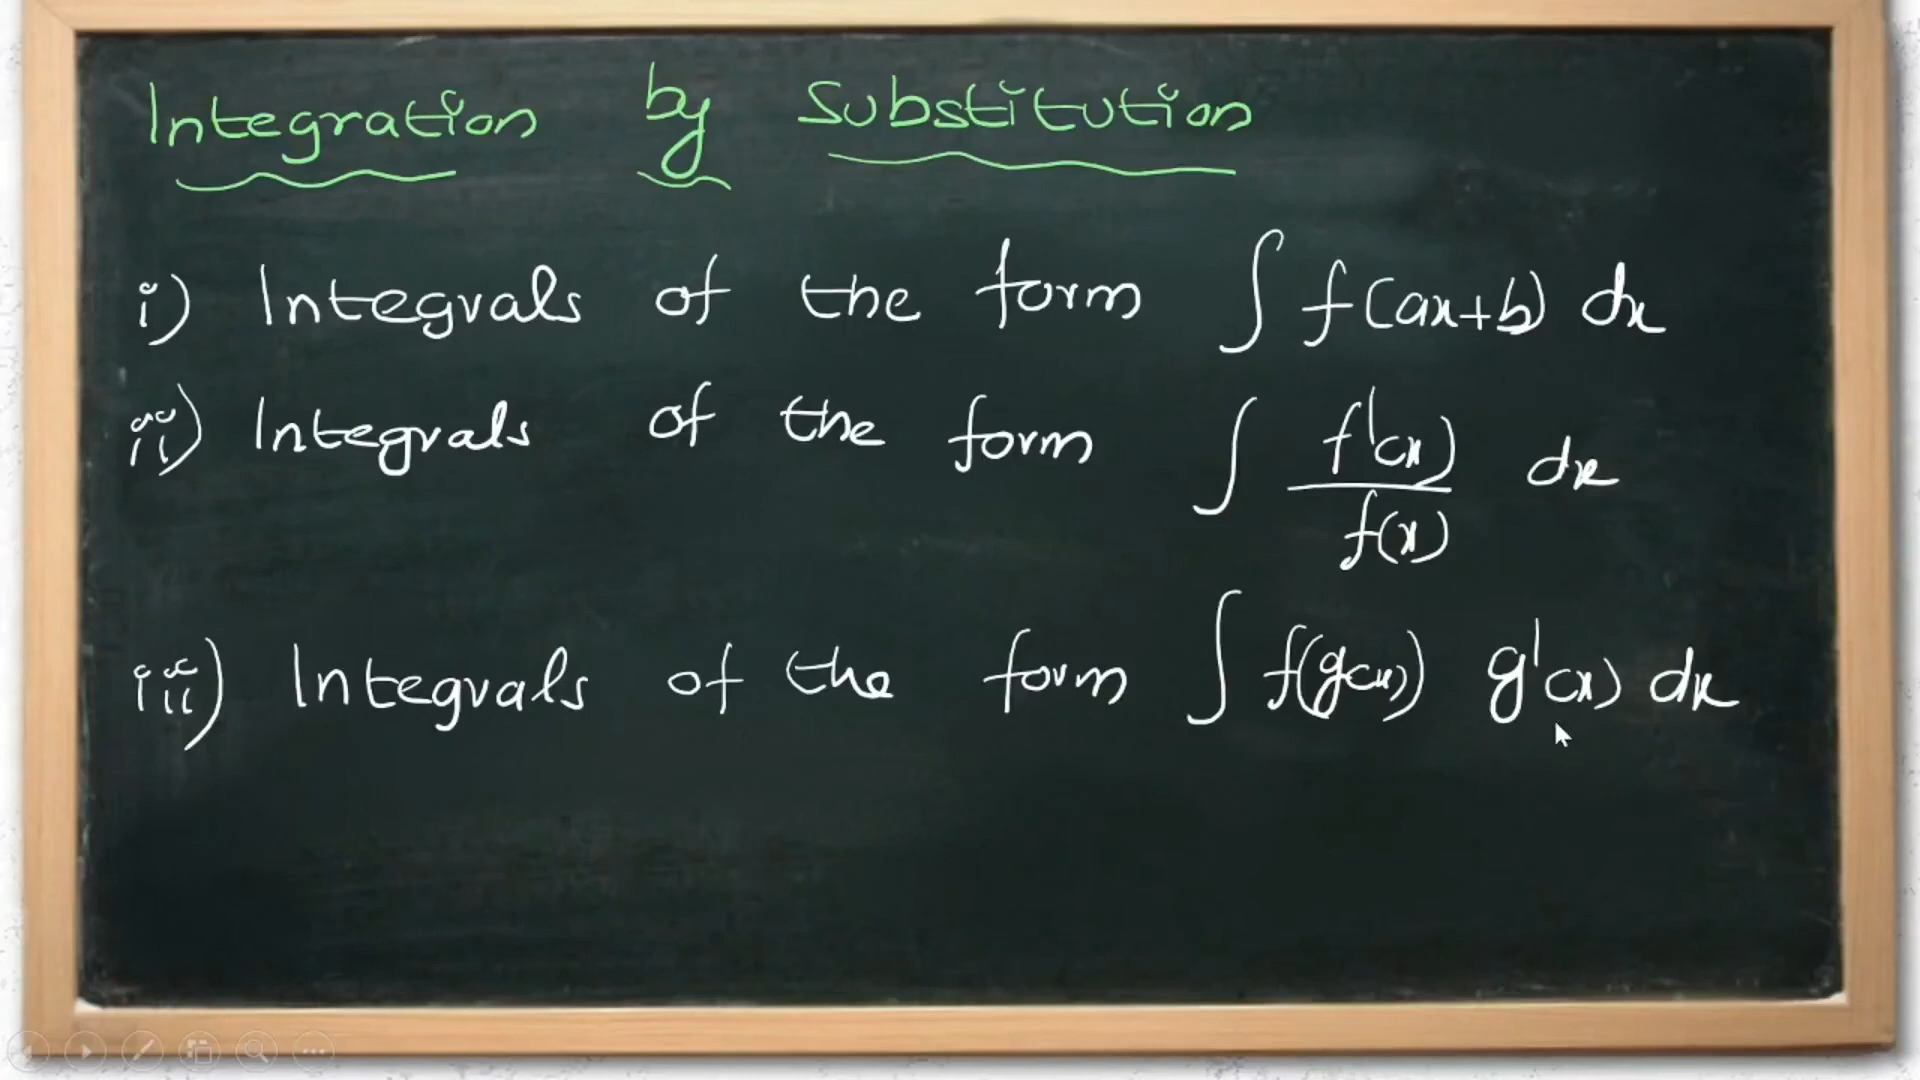 Integration by Substitution
i) Integrals of the form ∫ f(ax+b) dx
ii) Integrals of the form ∫ f'(x)/f(x) dx
iii) Integrals of the form ∫ f(g(x)) g'(x) dx